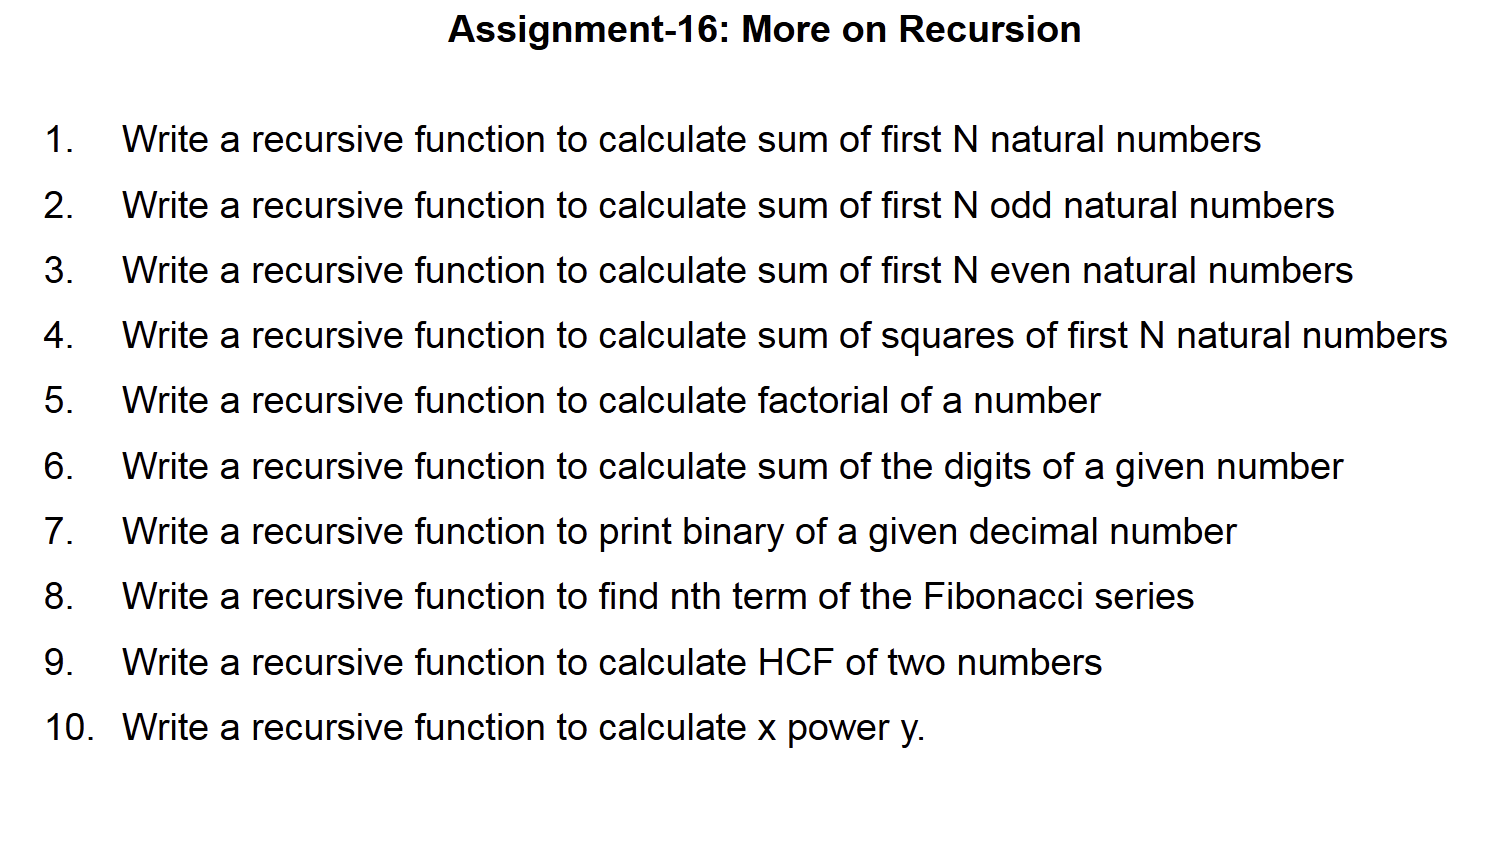 Assignment-16: More on Recursion
1. Write a recursive function to calculate sum of first N natural numbers
2. Write a recursive function to calculate sum of first N odd natural numbers
3. Write a recursive function to calculate sum of first N even natural numbers
4. Write a recursive function to calculate sum of squares of first N natural numbers
5. Write a recursive function to calculate factorial of a number
6. Write a recursive function to calculate sum of the digits of a given number
7. Write a recursive function to print binary of a given decimal number
8. Write a recursive function to find nth term of the Fibonacci series
9. Write a recursive function to calculate HCF of two numbers
10. Write a recursive function to calculate x power y.